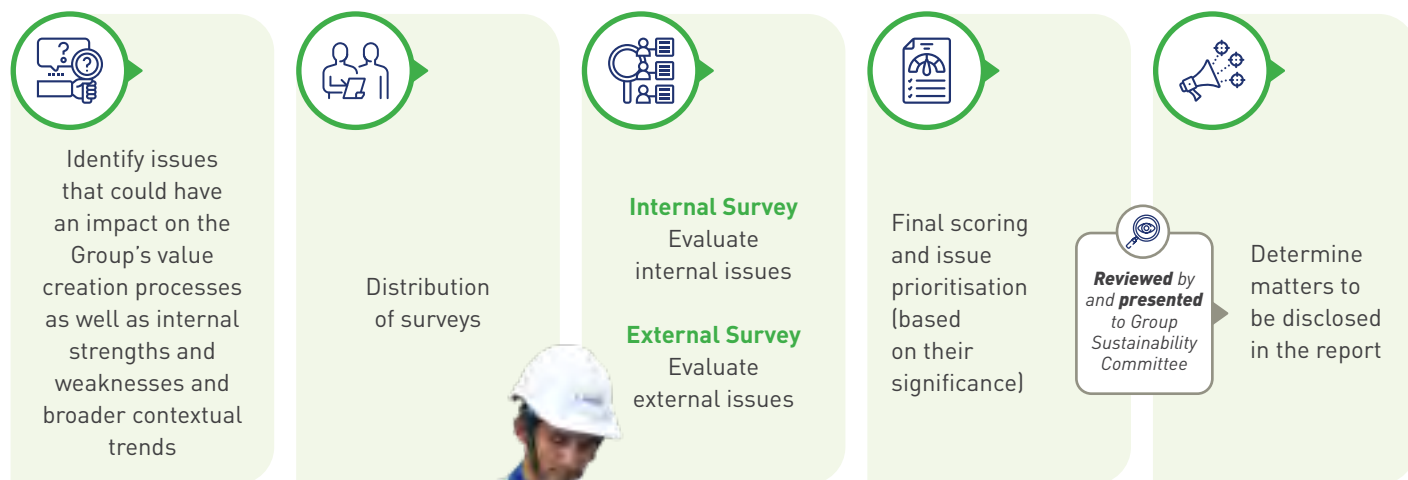 Identify issues
that could have
an impact on the
Group's value
creation processes
as well as internal
strengths and
weaknesses and
broader contextual
trends
Distribution
of surveys
Internal Survey
Evaluate
internal issues
External Survey
Evaluate
external issues
Final scoring
and issue
prioritisation
(based
on their
significance)
Reviewed by
and presented
to Group
Sustainability
Committee
Determine
matters to
be disclosed
in the report